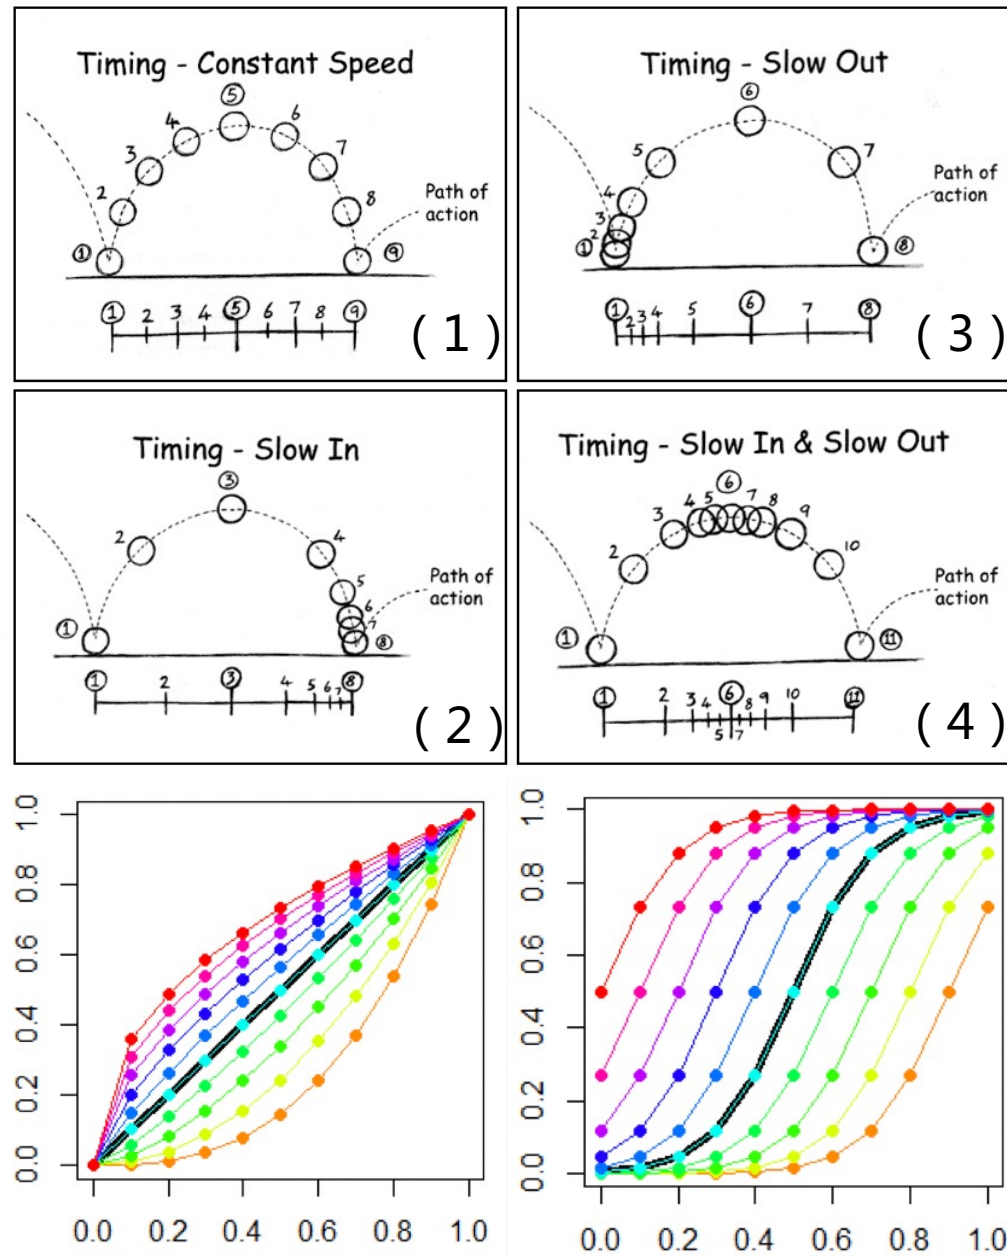 Timing - Constant Speed
5
4
6
3
7
2
8
Path of
action
1
9
1 2 3 4 5 6 7 8 9
( 1 )
Timing - Slow Out
6
5
7
4
3
2
Path of
action
1
8
1 2 3 4 5 6 7 8
( 3 )
Timing - Slow In
3
2
4
5
6
7
Path of
action
1
8
1 2 3 4 5 6 7 8
( 2 )
Timing - Slow In & Slow Out
6
4 5 7 8
3
9
2
10
Path of
action
1
11
1 2 3 4 6 8 9 10 11
5 7
( 4 )
1.0
0.8
0.6
0.4
0.2
0.0
0.0 0.2 0.4 0.6 0.8 1.0
1.0
0.8
0.6
0.4
0.2
0.0
0.0 0.2 0.4 0.6 0.8 1.0